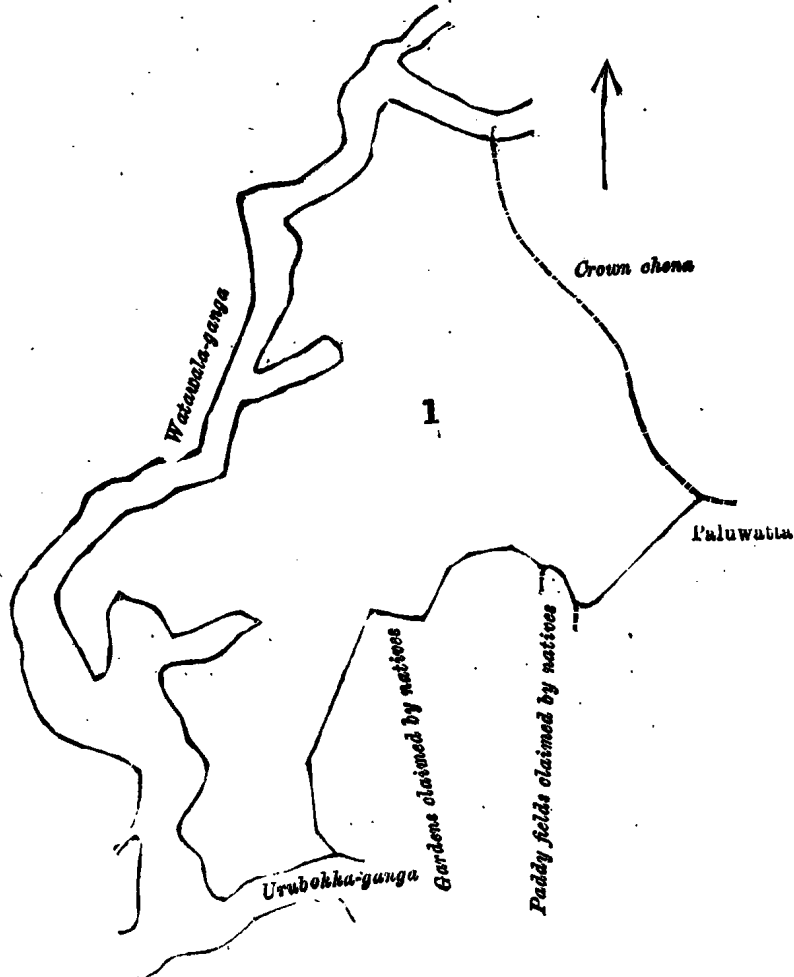 Crown chena
Watawala-ganga
1
Paluwatta
Gardens claimed by natives
Paddy fields claimed by natives
Urubokka-ganga